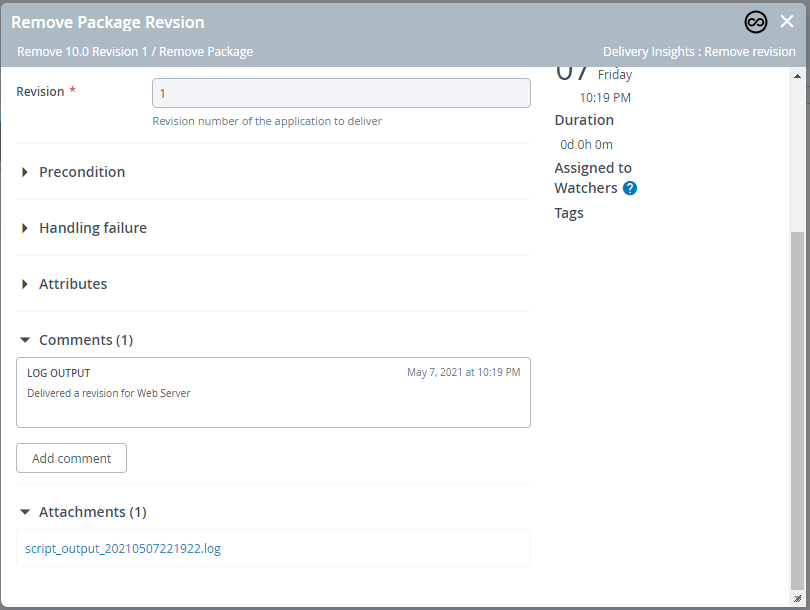 Remove Package Revsion
Remove 10.0 Revision 1 / Remove Package
Delivery Insights : Remove revision
Revision *
1
Revision number of the application to deliver
Precondition
Handling failure
Attributes
Comments (1)
LOG OUTPUT
May 7, 2021 at 10:19 PM
Delivered a revision for Web Server
Add comment
Attachments (1)
script_output_20210507221922.log
07
Friday
10:19 PM
Duration
0d 0h 0m
Assigned to
Watchers ?
Tags